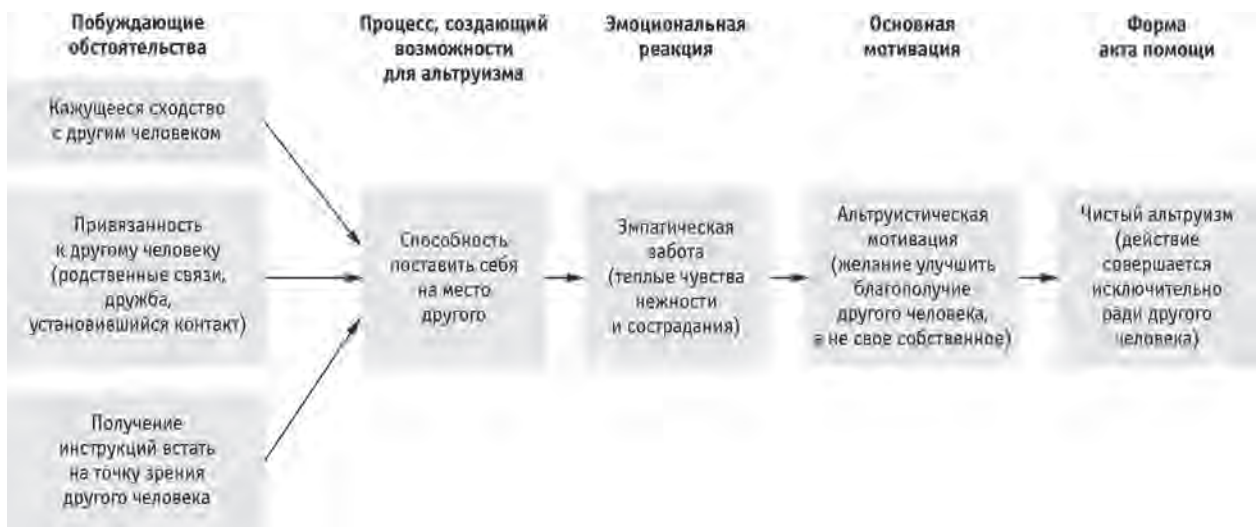 Побуждающие
обстоятельства
Процесс, создающий
возможности
для альтруизма
Эмоциональная
реакция
Основная
мотивация
Форма
акта помощи
Кажущееся сходство
с другим человеком
Привязанность
к другому человеку
(родственные связи,
дружба,
установившийся контакт)
Получение
инструкций встать
на точку зрения
другого человека
Способность
поставить себя
на место
другого
Эмпатическая
забота
(теплые чувства
нежности
и сострадания)
Альтруистическая
мотивация
(желание улучшить
благополучие
другого человека,
а не свое собственное)
Чистый альтруизм
(действие
совершается
исключительно
ради другого
человека)